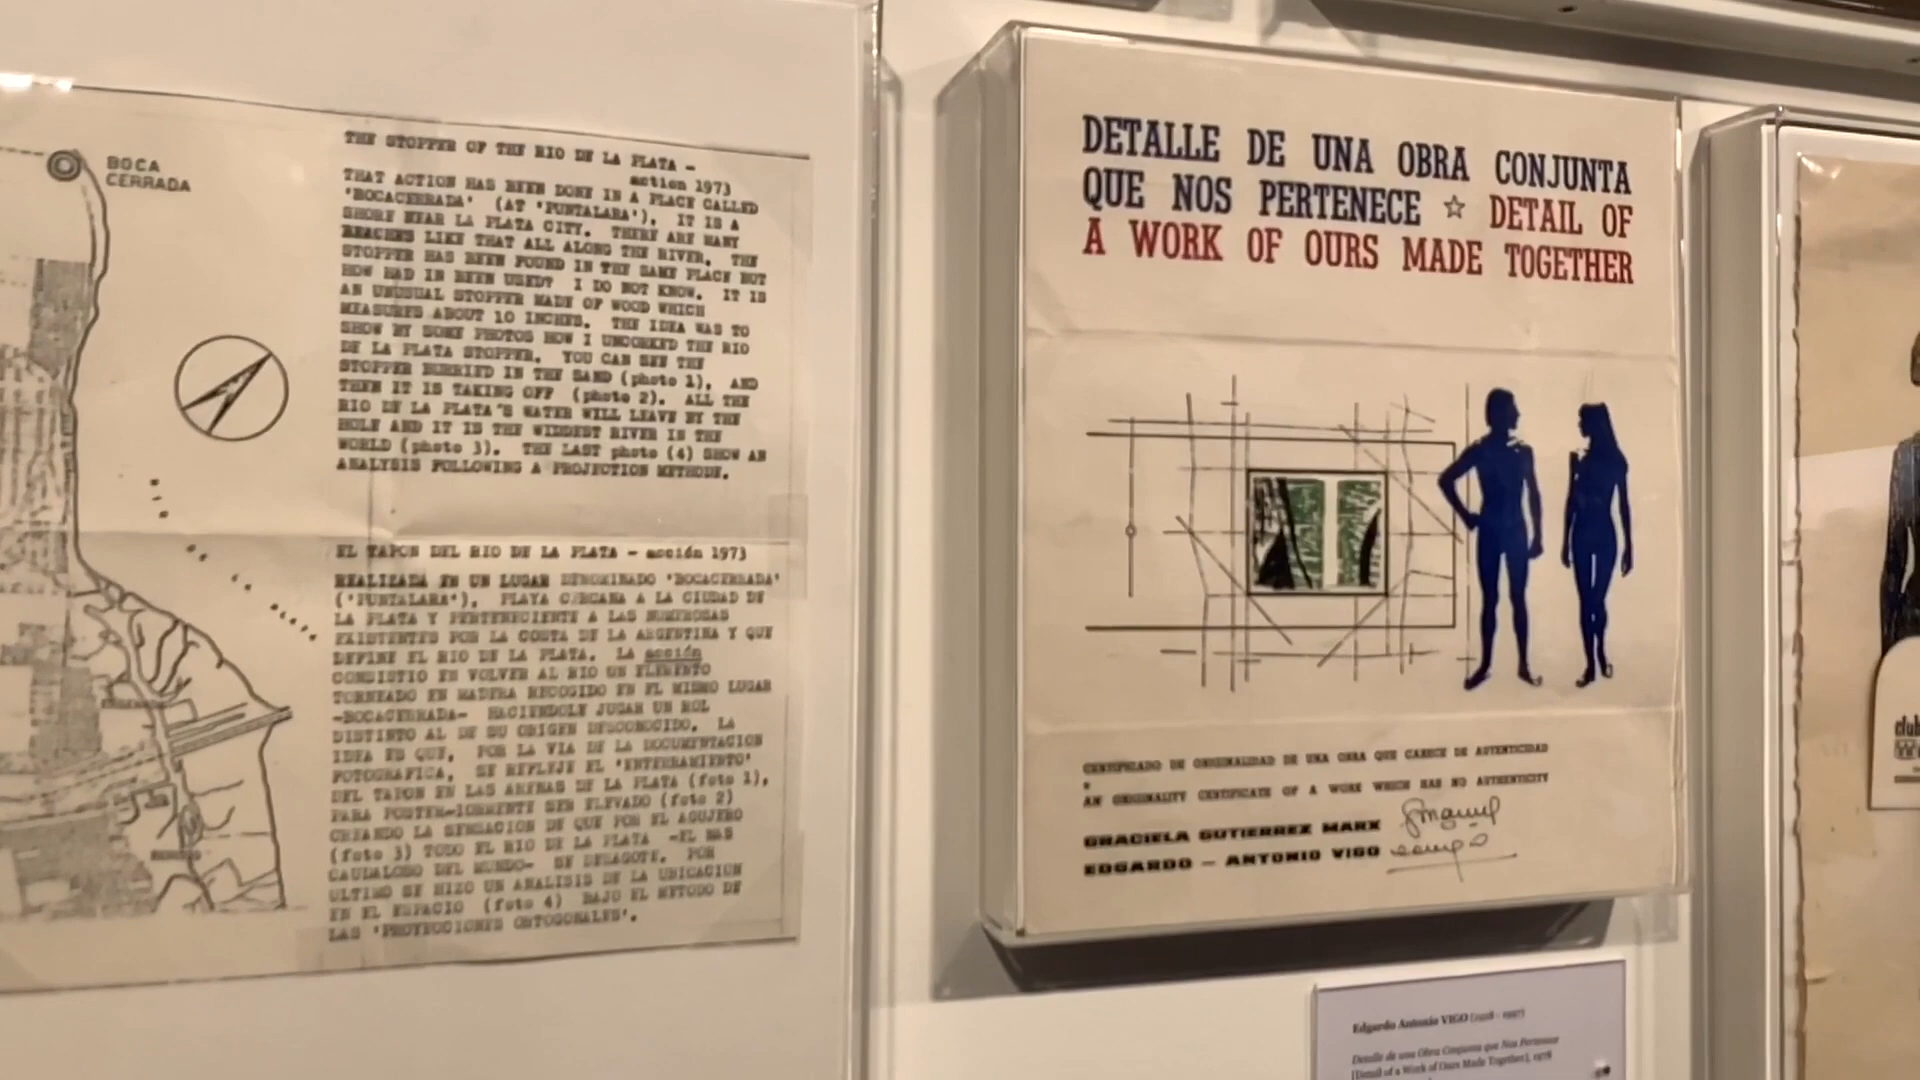 BOCA
CERRADA
THE STOPPER OF THE RIO DE LA PLATA -
action 1973
THAT ACTION HAS BEEN DONE IN A PLACE CALLED
'BOCACERRADA' (AT 'PUNTALARA'). IT IS A
SHORE NEAR LA PLATA CITY. THERE ARE MANY
BEACHES LIKE THAT ALL ALONG THE RIVER. THE
STOPPER HAS BEEN FOUND IN THE SAME PLACE BUT
HOW HAD IN BEEN USED? I DO NOT KNOW. IT IS
AN UNUSUAL STOPPER MADE OF WOOD WHICH
MEASURES ABOUT 10 INCHES. THE IDEA WAS TO
SHOW BY SOME PHOTOS HOW I UNCORKED THE RIO
DE LA PLATA STOPPER. YOU CAN SEE THE
STOPPER BURRIED IN THE SAND (photo 1), AND
THEN IT IS TAKING OFF (photo 2). ALL THE
RIO DE LA PLATA'S WATER WILL LEAVE BY THE
HOLE AND IT IS THE WIDDEST RIVER IN THE
WORLD (photo 3). THE LAST photo (4) SHOW AN
ANALYSIS FOLLOWING A PROJECTION METHODE.
EL TAPON DEL RIO DE LA PLATA - acción 1973
REALIZADA EN UN LUGAR DENOMINADO 'BOCACERRADA'
('PUNTALARA'), PLAYA CERCANA A LA CIUDAD DE
LA PLATA Y PERTENECIENTE A LAS NUMEROSAS
EXISTENTES POR LA COSTA DE LA ARGENTINA Y QUE
DEFINE EL RIO DE LA PLATA. LA acción
CONSISTIO EN VOLVER AL RIO UN ELEMENTO
TORNEADO EN MADERA RECOGIDO EN EL MISMO LUGAR
-BOCACERRADA- HACIENDOLE JUGAR UN ROL
DISTINTO AL DE SU ORIGEN DESCONOCIDO. LA
IDEA ES QUE, POR LA VIA DE LA DOCUMENTACION
FOTOGRAFICA, SE REFLEJE EL 'ENTERRAMIENTO'
DEL TAPON EN LAS ARENAS DE LA PLATA (foto 1),
PARA POSTER-IORMENTE SER ELEVADO (foto 2)
CREANDO LA SENSACION DE QUE POR EL AGUJERO
(foto 3) TODO EL RIO DE LA PLATA -EL MAS
CAUDALOSO DEL MUNDO- SE DESAGOTE. POR
ULTIMO SE HIZO UN ANALISIS DE LA UBICACION
EN EL ESPACIO (foto 4) BAJO EL METODO DE
LAS 'PROYECCIONES ORTOGONALES'.
DETALLE DE UNA OBRA CONJUNTA
QUE NOS PERTENECE ☆ DETAIL OF
A WORK OF OURS MADE TOGETHER
CERTIFICADO DE ORIGINALIDAD DE UNA OBRA QUE CARECE DE AUTENTICIDAD
*
AN ORIGINALITY CERTIFICATE OF A WORK WHICH HAS NO AUTHENTICITY
GRACIELA GUTIERREZ MARX
EDGARDO - ANTONIO VIGO
Edgardo Antonio VIGO (1928 - 1997)
Detalle de una Obra Conjunta que Nos Pertenece
[Detail of a Work of Ours Made Together], 1978
club